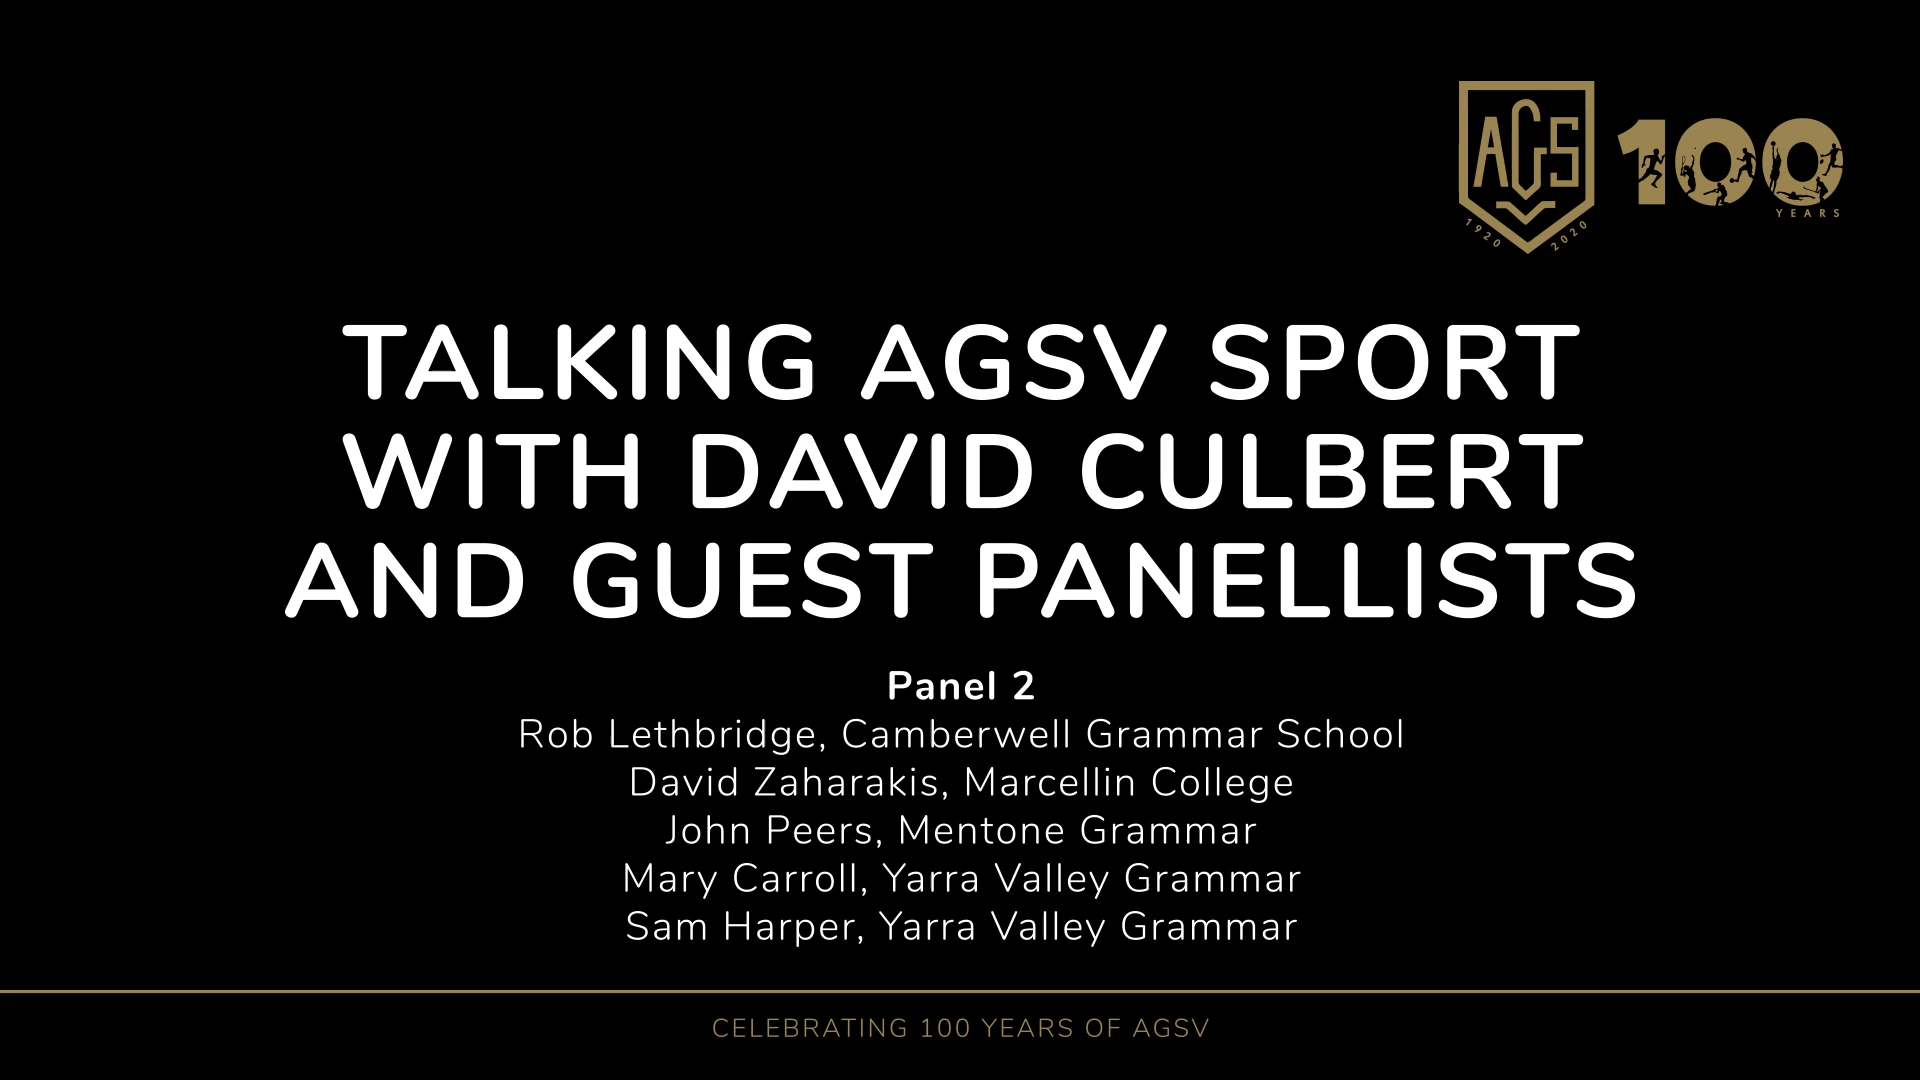 AGSV
1920
2020
100
YEARS
TALKING AGSV SPORT
WITH DAVID CULBERT
AND GUEST PANELLISTS
Panel 2
Rob Lethbridge, Camberwell Grammar School
David Zaharakis, Marcellin College
John Peers, Mentone Grammar
Mary Carroll, Yarra Valley Grammar
Sam Harper, Yarra Valley Grammar
CELEBRATING 100 YEARS OF AGSV